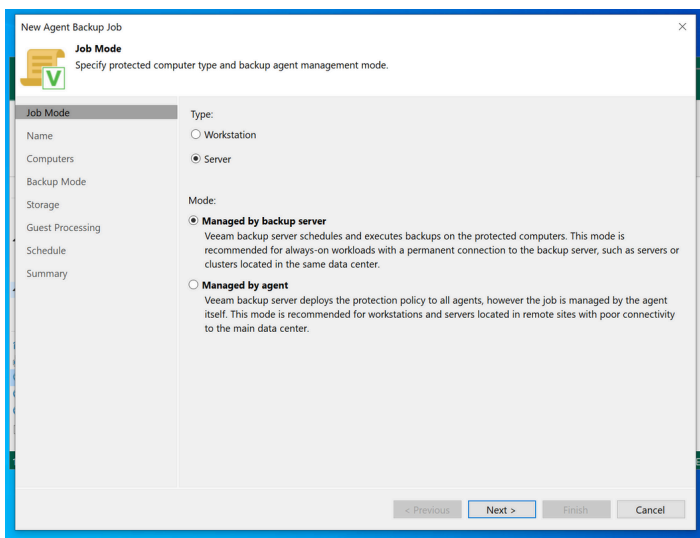 New Agent Backup Job
Job Mode
Specify protected computer type and backup agent management mode.
Job Mode
Name
Computers
Backup Mode
Storage
Guest Processing
Schedule
Summary
Type:
Workstation
Server
Mode:
Managed by backup server
Veeam backup server schedules and executes backups on the protected computers. This mode is
recommended for always-on workloads with a permanent connection to the backup server, such as servers or
clusters located in the same data center.
Managed by agent
Veeam backup server deploys the protection policy to all agents, however the job is managed by the agent
itself. This mode is recommended for workstations and servers located in remote sites with poor connectivity
to the main data center.
< Previous
Next >
Finish
Cancel